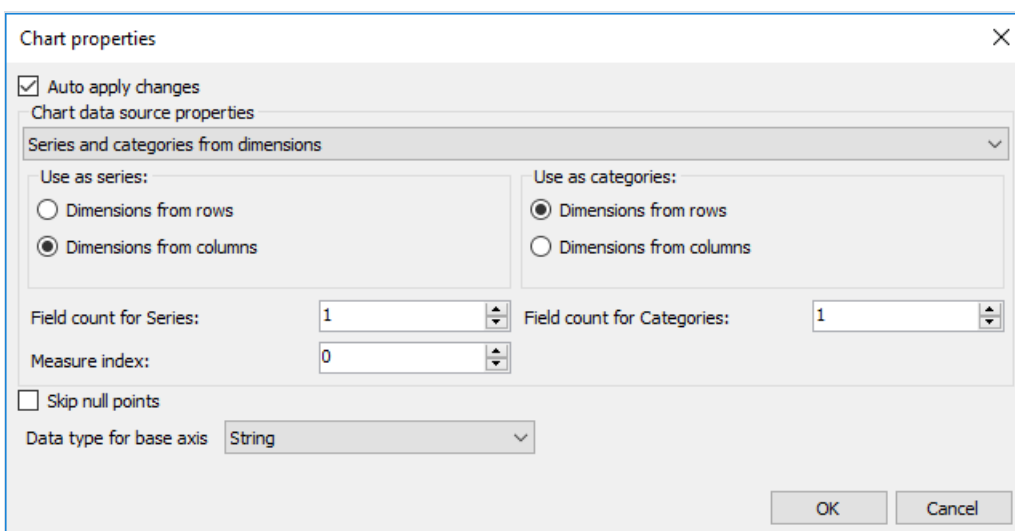 Chart properties
Auto apply changes
Chart data source properties
Series and categories from dimensions
Use as series:
Use as categories:
Dimensions from rows
Dimensions from rows
Dimensions from columns
Dimensions from columns
Field count for Series: 1 Field count for Categories: 1
Measure index: 0
Skip null points
Data type for base axis String
OK Cancel